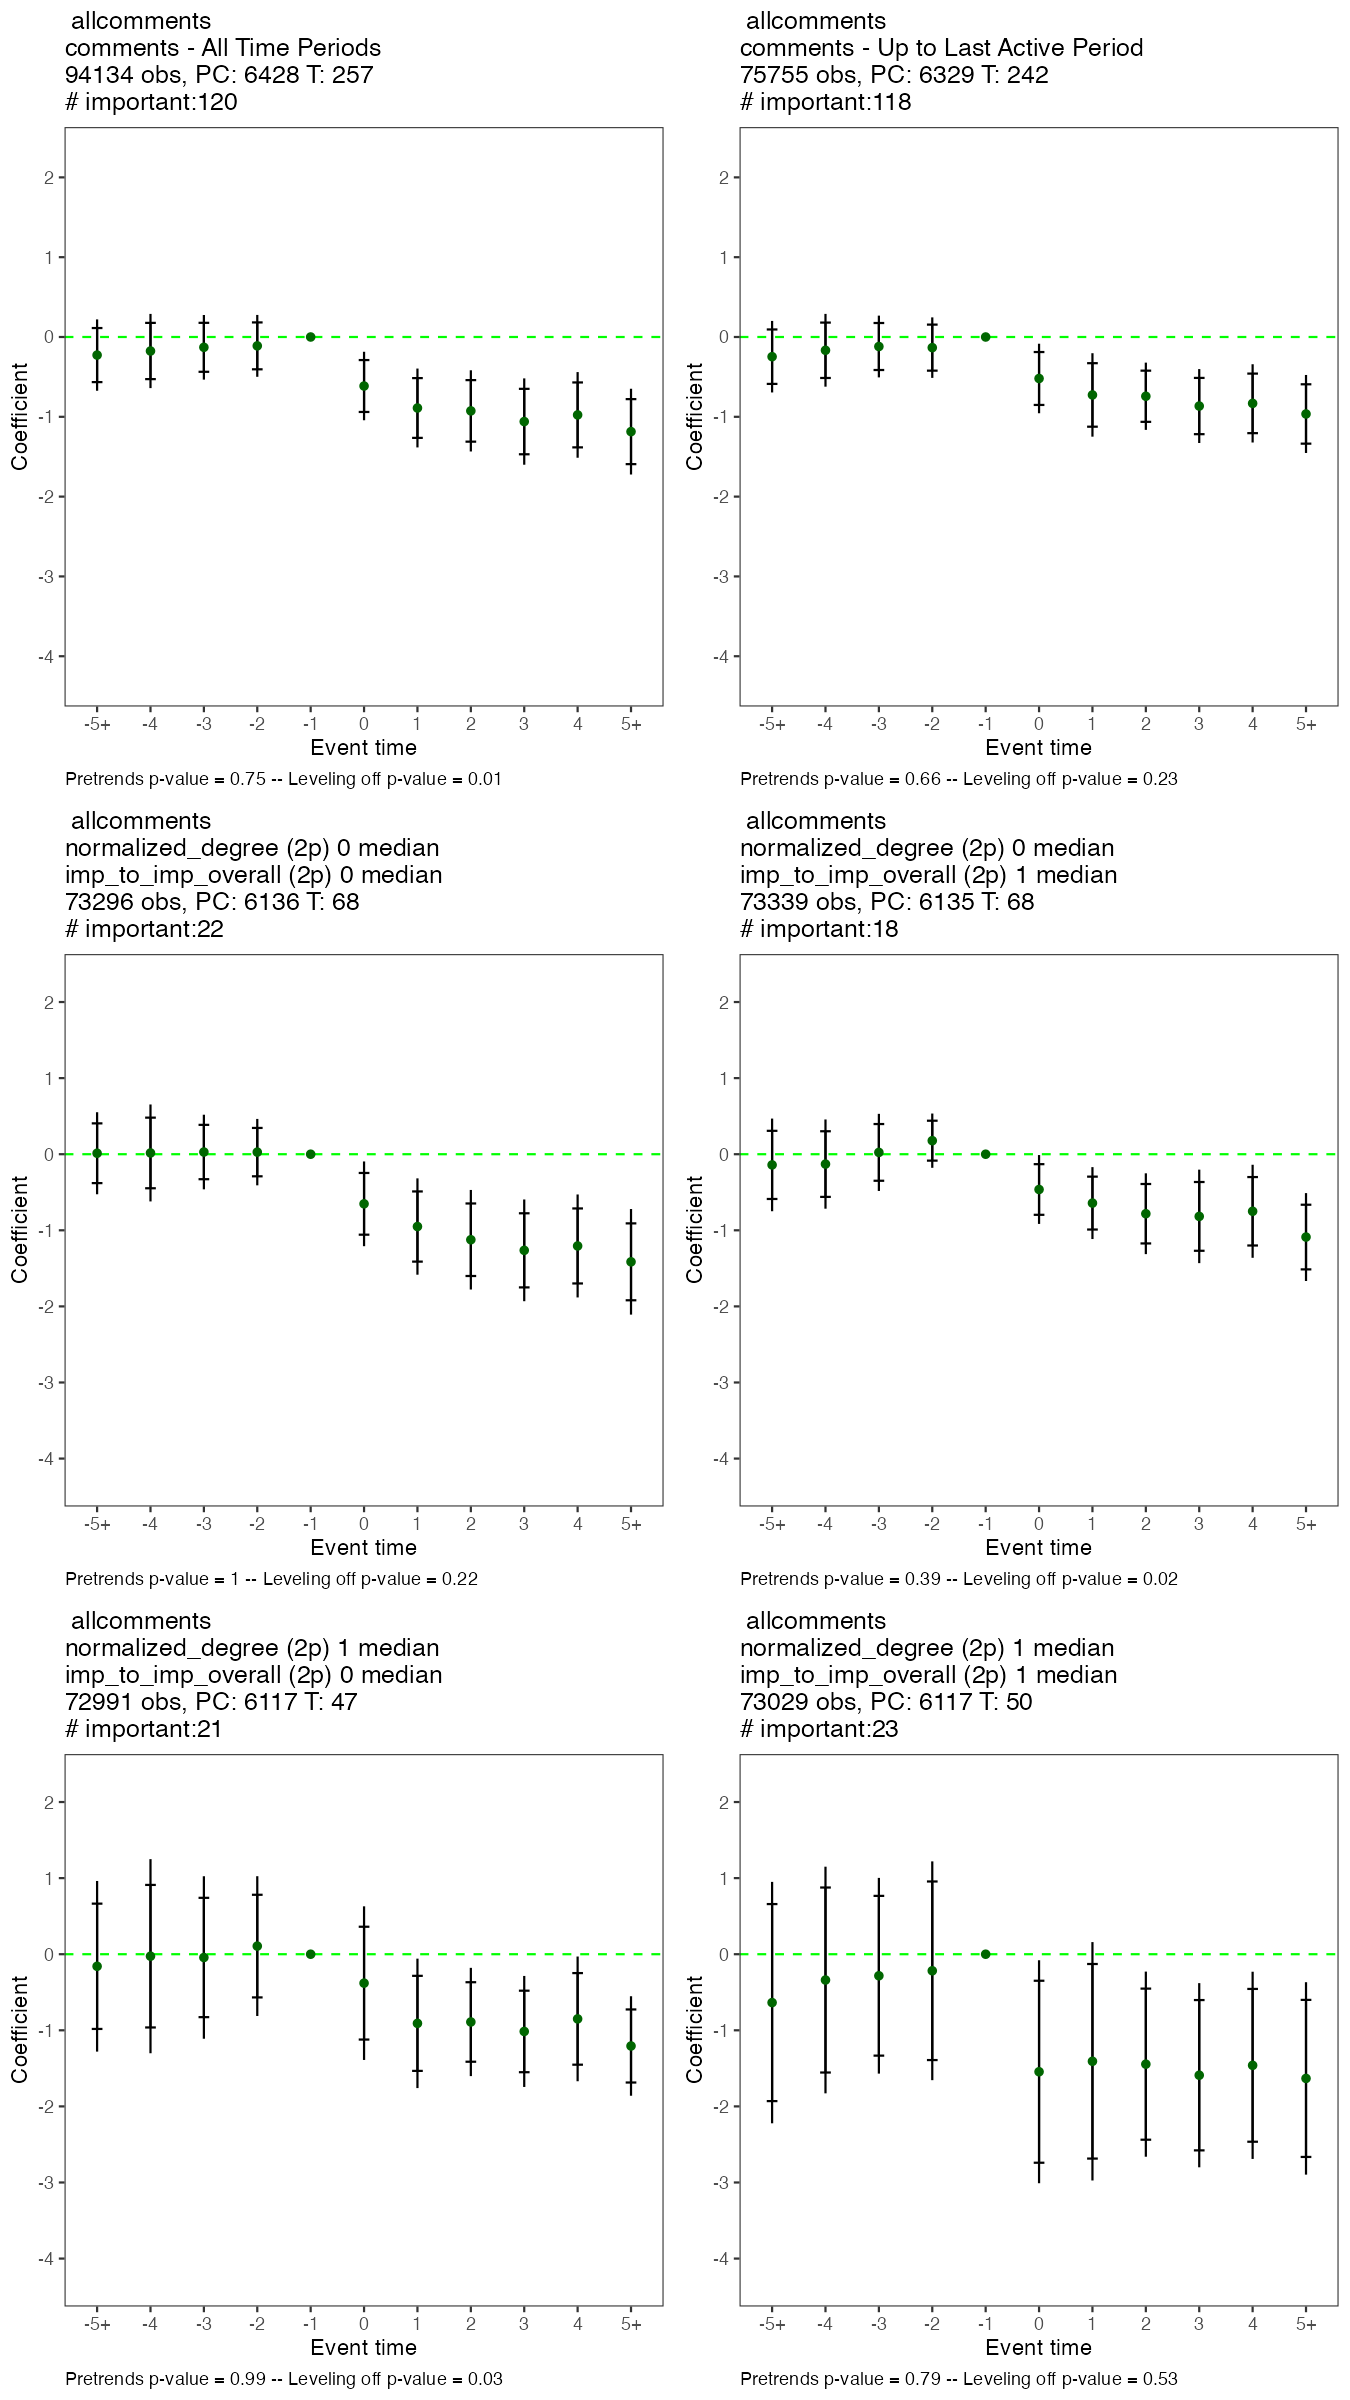 allcomments
comments - All Time Periods
94134 obs, PC: 6428 T: 257
# important:120
2
1
0
-1
-2
-3
-4
Coefficient
-5+ -4 -3 -2 -1 0 1 2 3 4 5+
Event time
Pretrends p-value = 0.75 -- Leveling off p-value = 0.01
allcomments
comments - Up to Last Active Period
75755 obs, PC: 6329 T: 242
# important:118
2
1
0
-1
-2
-3
-4
Coefficient
-5+ -4 -3 -2 -1 0 1 2 3 4 5+
Event time
Pretrends p-value = 0.66 -- Leveling off p-value = 0.23
allcomments
normalized_degree (2p) 0 median
imp_to_imp_overall (2p) 0 median
73296 obs, PC: 6136 T: 68
# important:22
2
1
0
-1
-2
-3
-4
Coefficient
-5+ -4 -3 -2 -1 0 1 2 3 4 5+
Event time
Pretrends p-value = 1 -- Leveling off p-value = 0.22
allcomments
normalized_degree (2p) 0 median
imp_to_imp_overall (2p) 1 median
73339 obs, PC: 6135 T: 68
# important:18
2
1
0
-1
-2
-3
-4
Coefficient
-5+ -4 -3 -2 -1 0 1 2 3 4 5+
Event time
Pretrends p-value = 0.39 -- Leveling off p-value = 0.02
allcomments
normalized_degree (2p) 1 median
imp_to_imp_overall (2p) 0 median
72991 obs, PC: 6117 T: 47
# important:21
2
1
0
-1
-2
-3
-4
Coefficient
-5+ -4 -3 -2 -1 0 1 2 3 4 5+
Event time
Pretrends p-value = 0.99 -- Leveling off p-value = 0.03
allcomments
normalized_degree (2p) 1 median
imp_to_imp_overall (2p) 1 median
73029 obs, PC: 6117 T: 50
# important:23
2
1
0
-1
-2
-3
-4
Coefficient
-5+ -4 -3 -2 -1 0 1 2 3 4 5+
Event time
Pretrends p-value = 0.79 -- Leveling off p-value = 0.53